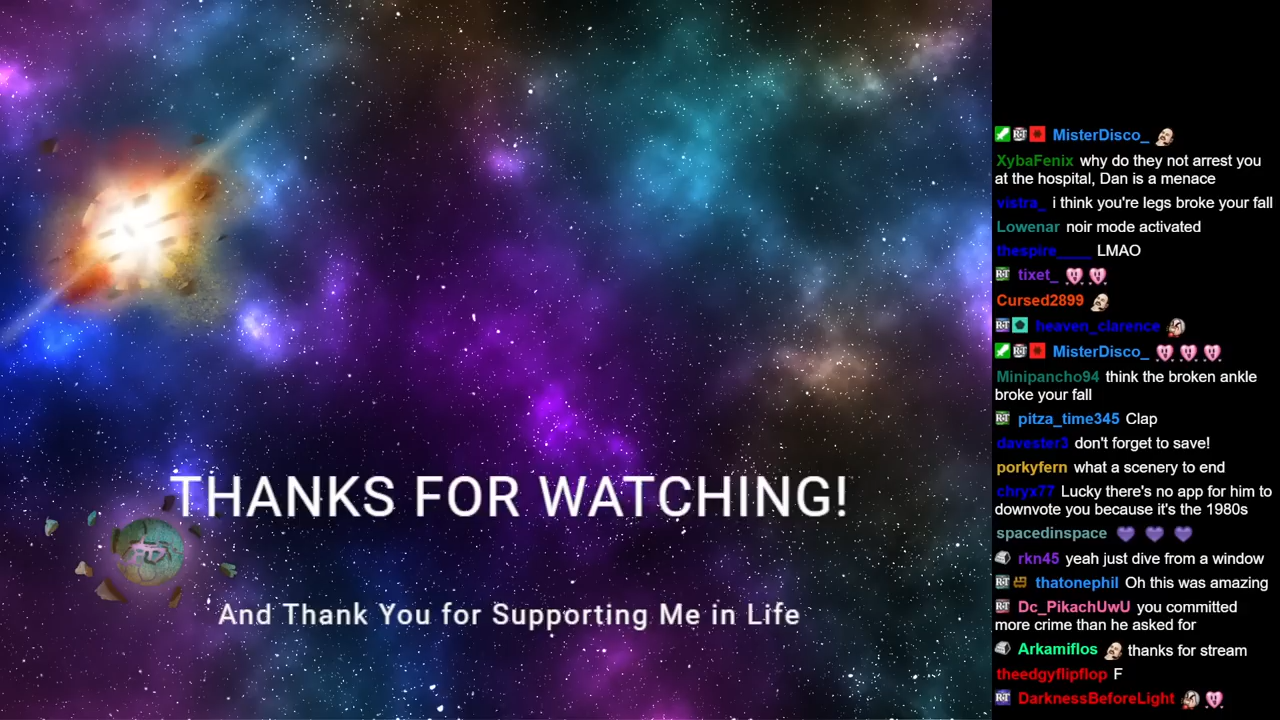 THANKS FOR WATCHING!
And Thank You for Supporting Me in Life
MisterDisco_
XybaFenix why do they not arrest you
at the hospital, Dan is a menace
vistra_ i think you're legs broke your fall
Lowenar noir mode activated
thespire____ LMAO
tixet_
Cursed2899
heaven_clarence
MisterDisco_
Minipancho94 think the broken ankle
broke your fall
pitza_time345 Clap
davester3 don't forget to save!
porkyfern what a scenery to end
chryx77 Lucky there's no app for him to
downvote you because it's the 1980s
spacedinspace
rkn45 yeah just dive from a window
thatonephil Oh this was amazing
Dc_PikachUwU you committed
more crime than he asked for
Arkamiflos thanks for stream
theedgyflipflop F
DarknessBeforeLight